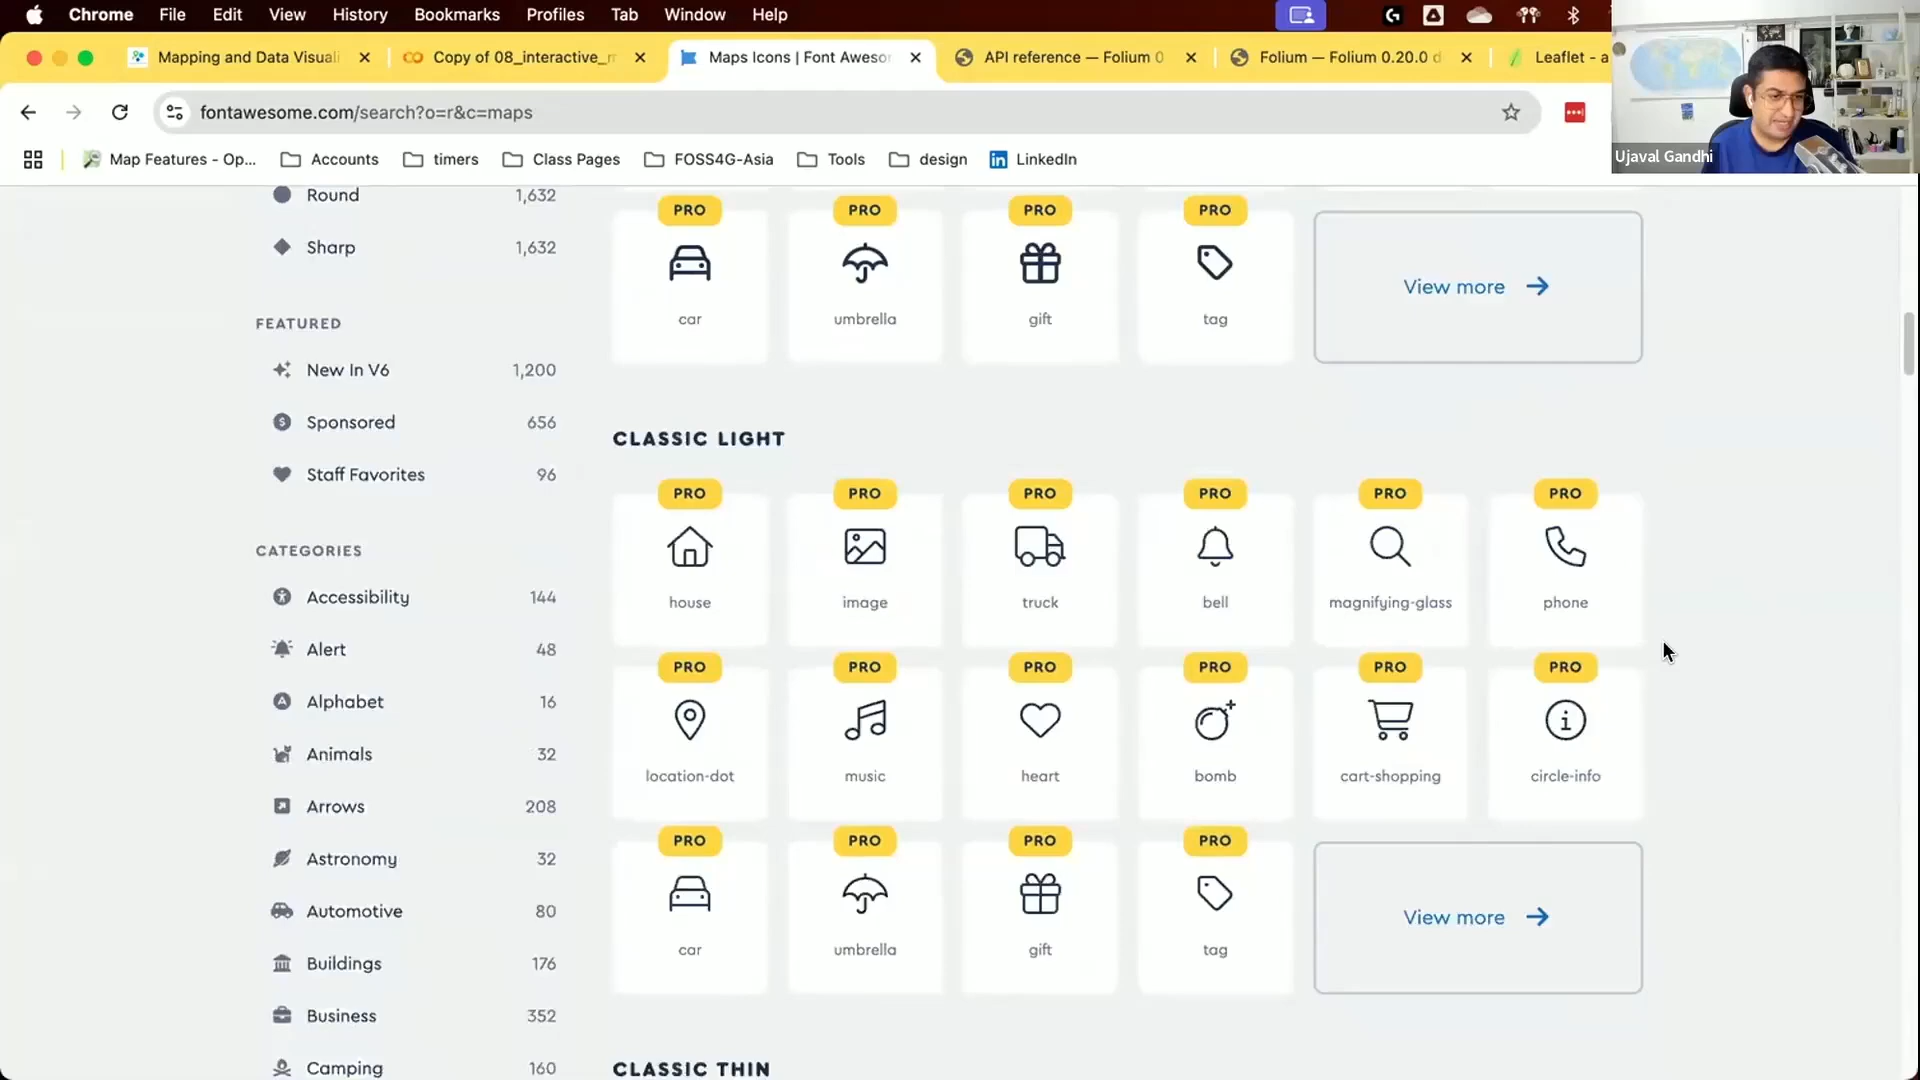 Chrome File Edit View History Bookmarks Profiles Tab Window Help
Mapping and Data Visuali
Copy of 08_interactive_n
Maps Icons | Font Aweso
API reference — Folium 0
Folium — Folium 0.20.0 d
Leaflet - a
fontawesome.com/search?o=r&c=maps
Map Features - Op...
Accounts
timers
Class Pages
FOSS4G-Asia
Tools
design
LinkedIn
Ujaval Gandhi
Round 1,632
Sharp 1,632
FEATURED
New In V6 1,200
Sponsored 656
Staff Favorites 96
CATEGORIES
Accessibility 144
Alert 48
Alphabet 16
Animals 32
Arrows 208
Astronomy 32
Automotive 80
Buildings 176
Business 352
Camping 160
PRO PRO PRO PRO
car umbrella gift tag
View more
CLASSIC LIGHT
PRO PRO PRO PRO PRO PRO
house image truck bell magnifying-glass phone
PRO PRO PRO PRO PRO PRO
location-dot music heart bomb cart-shopping circle-info
PRO PRO PRO PRO
car umbrella gift tag
View more
CLASSIC THIN